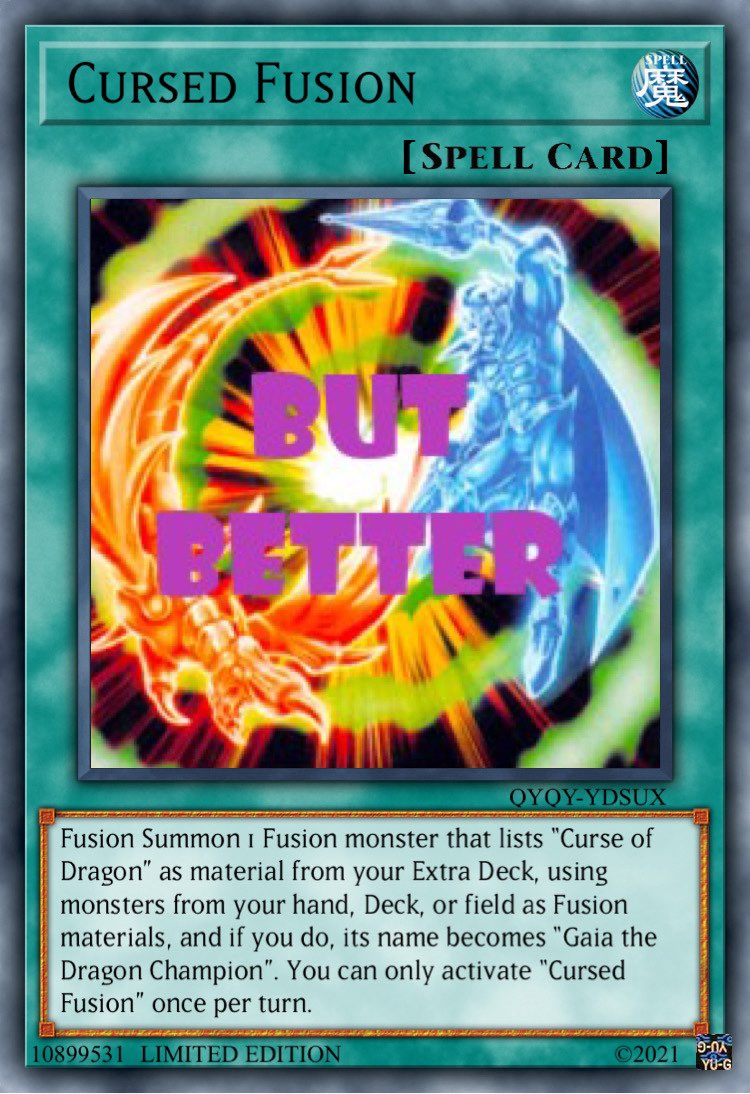 CURSED FUSION
SPELL
魔
[SPELL CARD]
BUT
BETTER
QYQY-YDSUX
Fusion Summon 1 Fusion monster that lists "Curse of
Dragon" as material from your Extra Deck, using
monsters from your hand, Deck, or field as Fusion
materials, and if you do, its name becomes "Gaia the
Dragon Champion". You can only activate "Cursed
Fusion" once per turn.
10899531 LIMITED EDITION ©2021
YU-G